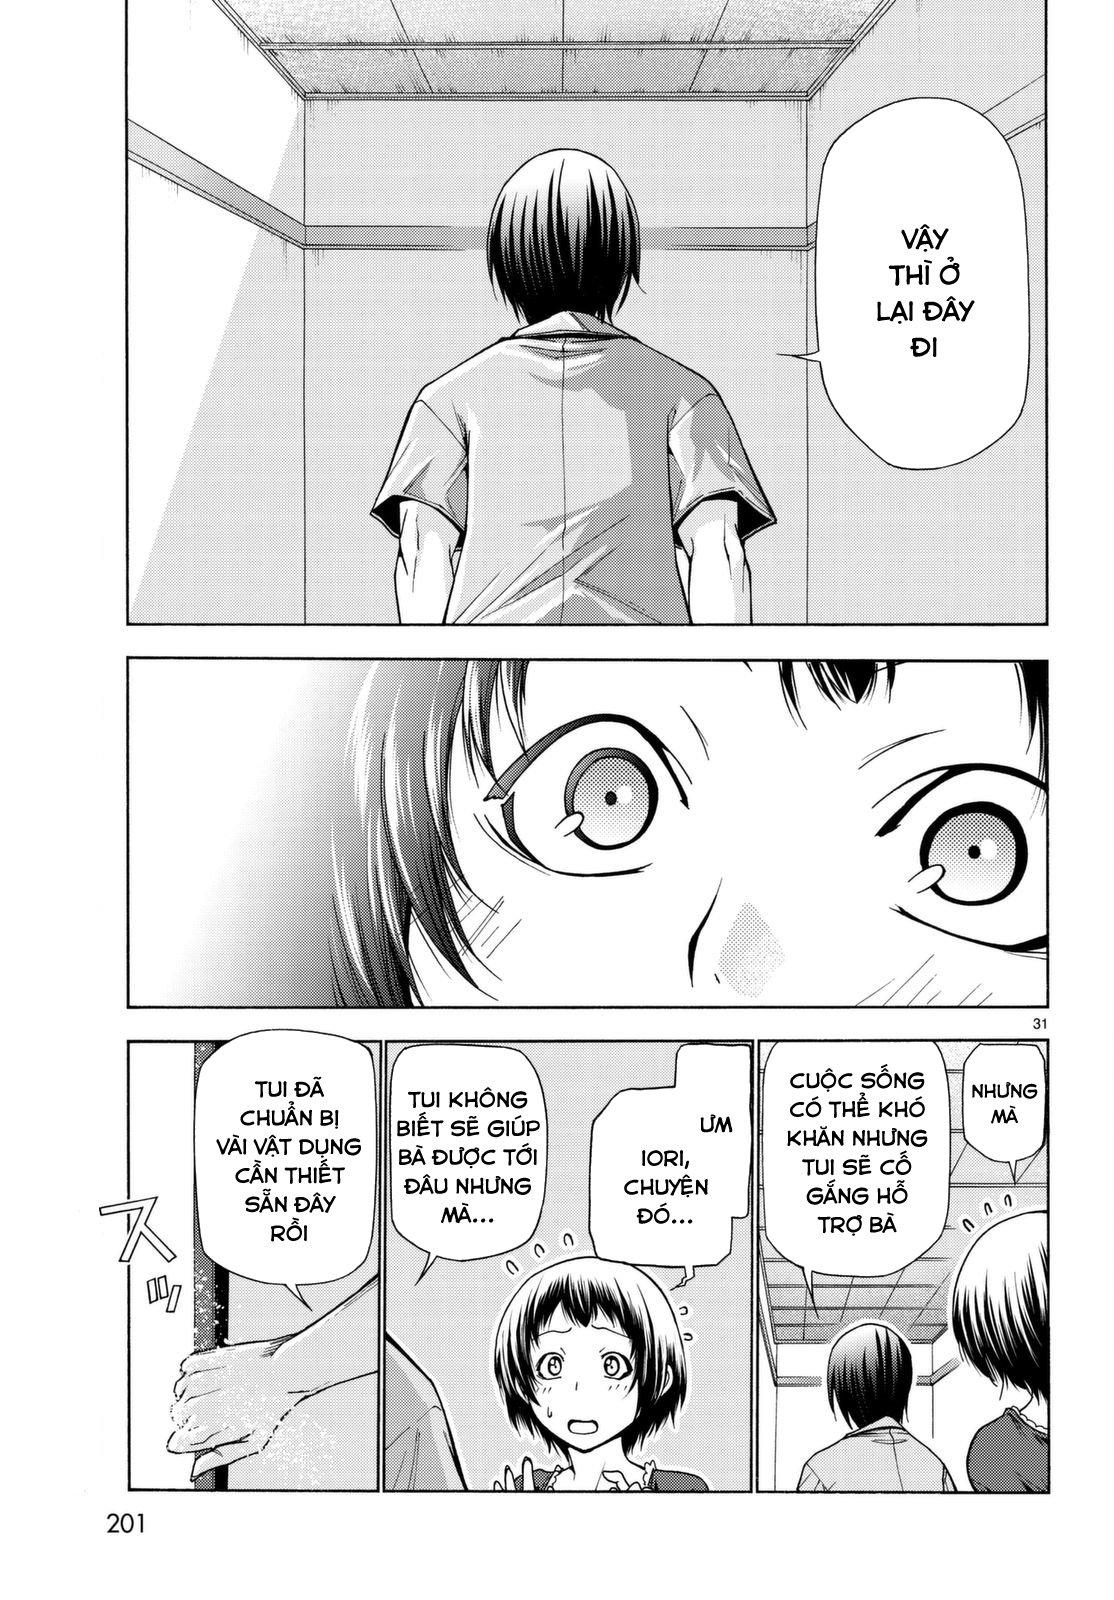 VẬY
THÌ Ở
LẠI ĐÂY
ĐI
31
NHƯNG
MÀ
CUỘC SỐNG
CÓ THỂ KHÓ
KHĂN NHƯNG
TUI SẼ CỐ
GẮNG HỖ
TRỢ BÀ
ƯM
IORI,
CHUYỆN
ĐÓ...
TUI KHÔNG
BIẾT SẼ GIÚP
BÀ ĐƯỢC TỚI
ĐÂU NHƯNG
MÀ...
TUI ĐÃ
CHUẨN BỊ
VÀI VẬT DỤNG
CẦN THIẾT
SẴN ĐÂY
RỒI
ズズ
201